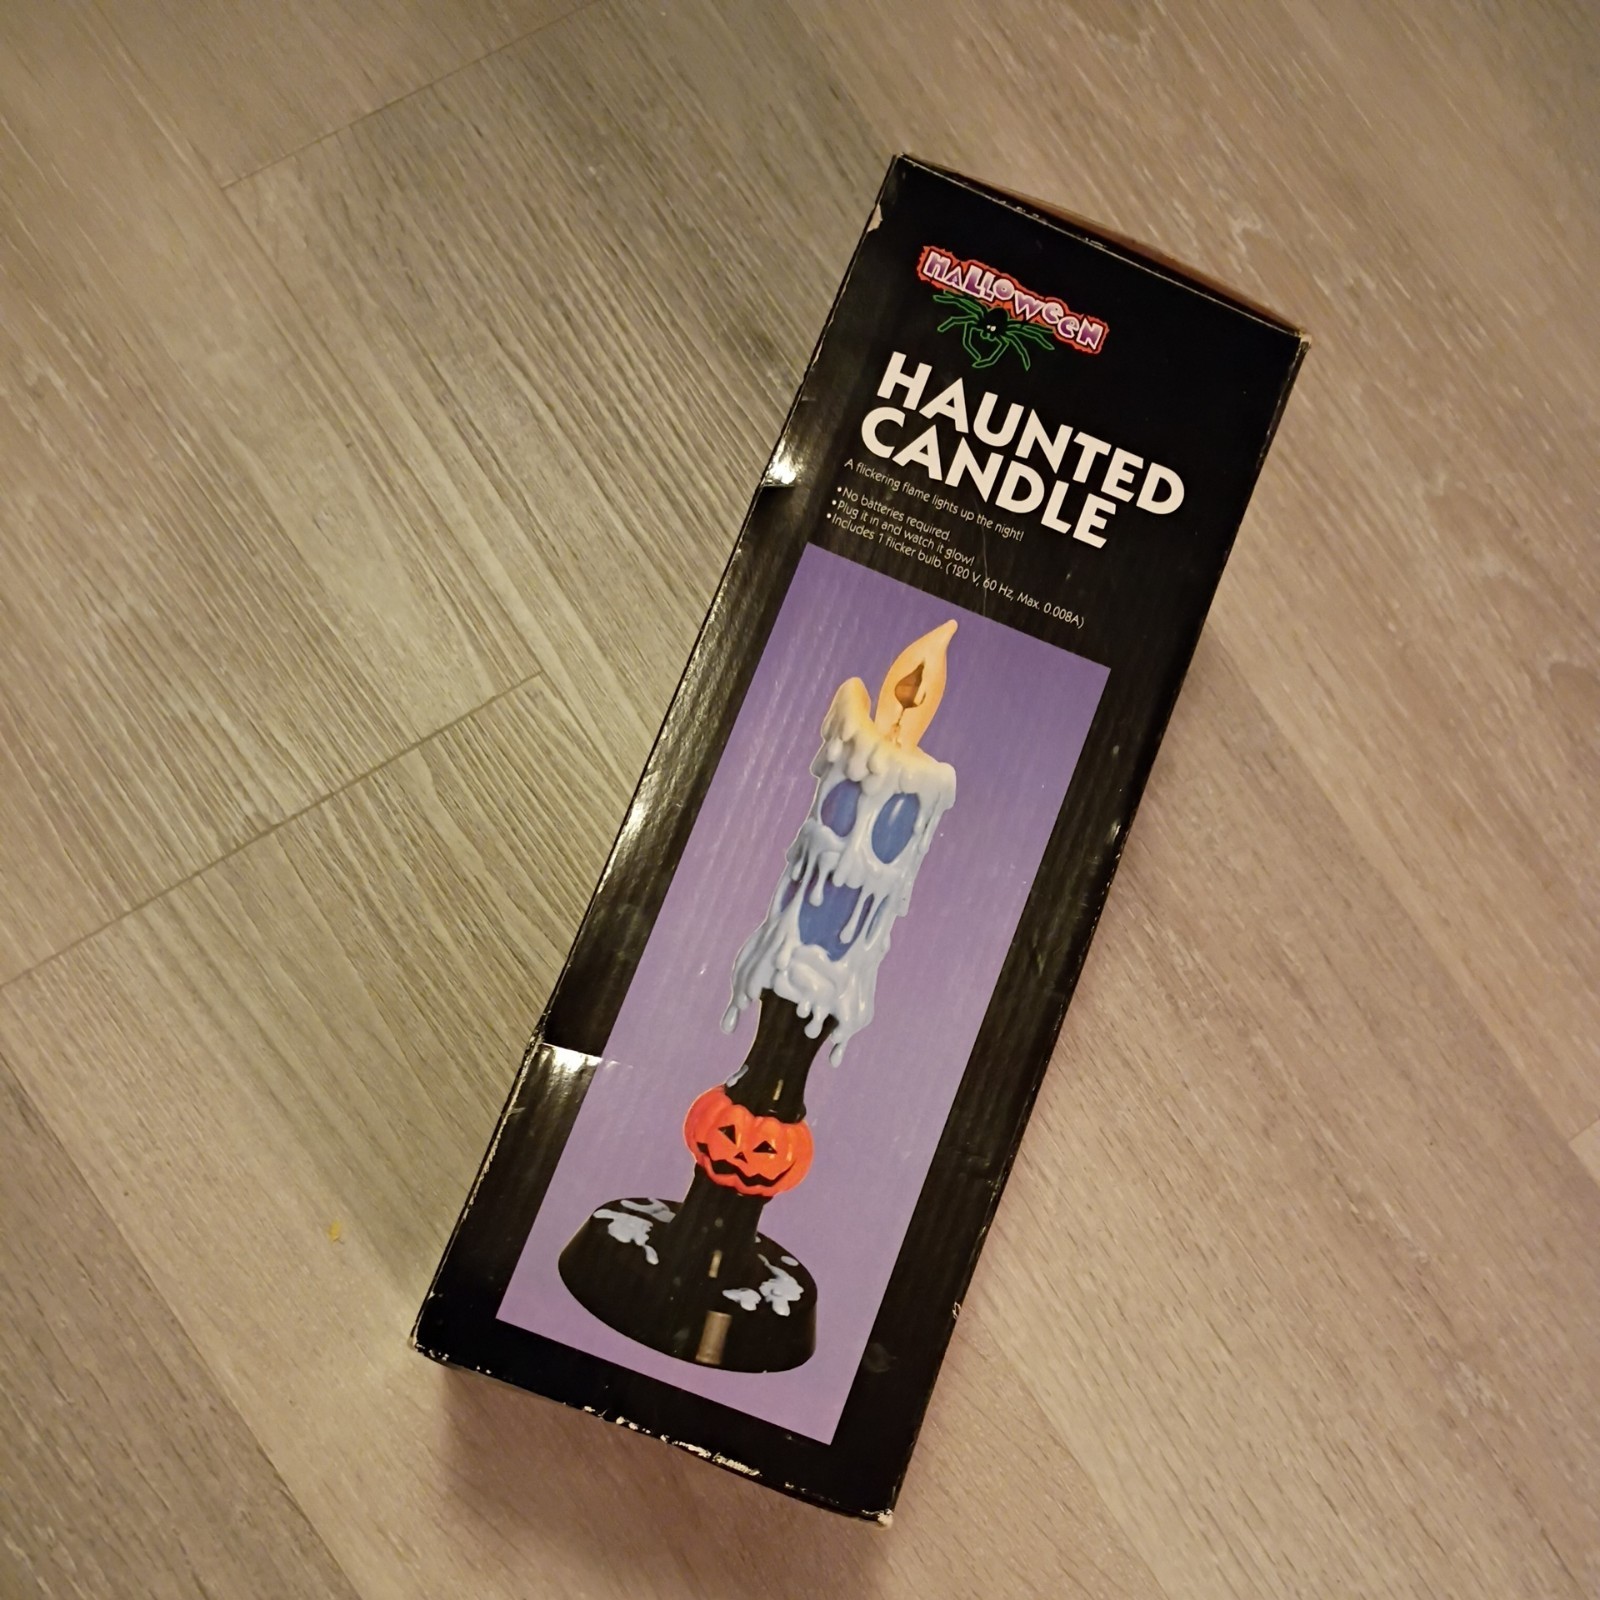 HALLOWEEN
HAUNTED
CANDLE
A flickering flame lights up the night!
•No batteries required.
•Plug it in and watch it glow!
•Includes 1 flicker bulb. (120 V, 60 Hz, Max. 0.008A)